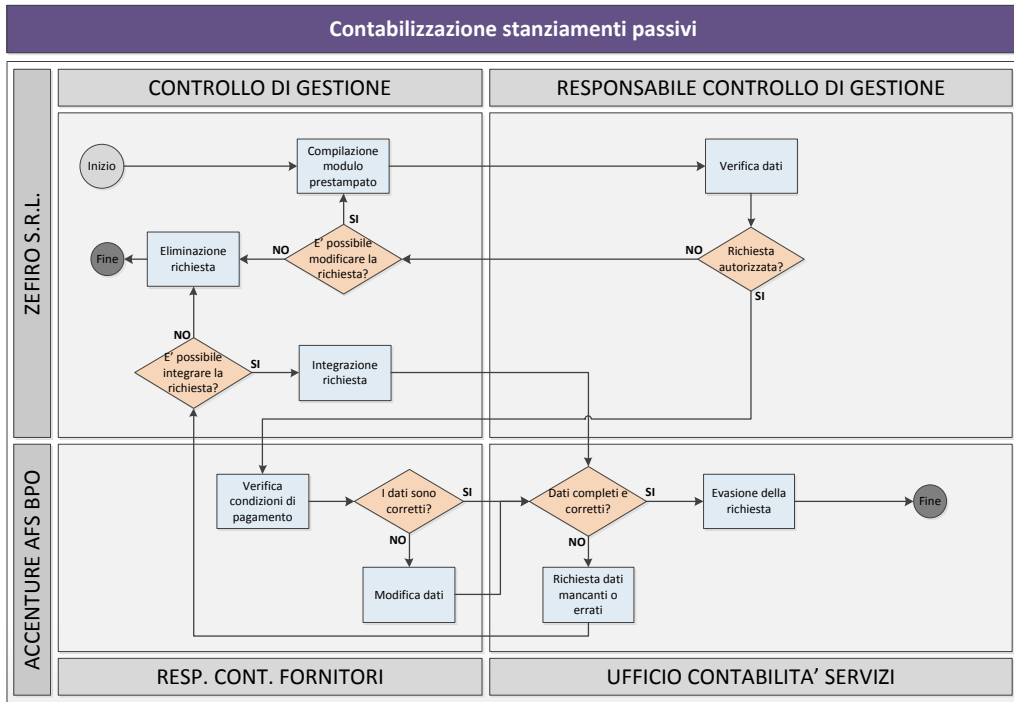 Contabilizzazione stanziamenti passivi
CONTROLLO DI GESTIONE
RESPONSABILE CONTROLLO DI GESTIONE
ZEFIRO S.R.L.
Inizio
Compilazione
modulo
prestampato
Verifica dati
SI
Fine
Eliminazione
richiesta
NO
E' possibile
modificare la
richiesta?
NO
Richiesta
autorizzata?
SI
NO
E' possibile
integrare la
richiesta?
SI
Integrazione
richiesta
ACCENTURE AFS BPO
Verifica
condizioni di
pagamento
I dati sono
corretti?
SI
NO
Modifica dati
Dati completi e
corretti?
SI
NO
Evasione della
richiesta
Fine
Richiesta dati
mancanti o
errati
RESP. CONT. FORNITORI
UFFICIO CONTABILITA' SERVIZI